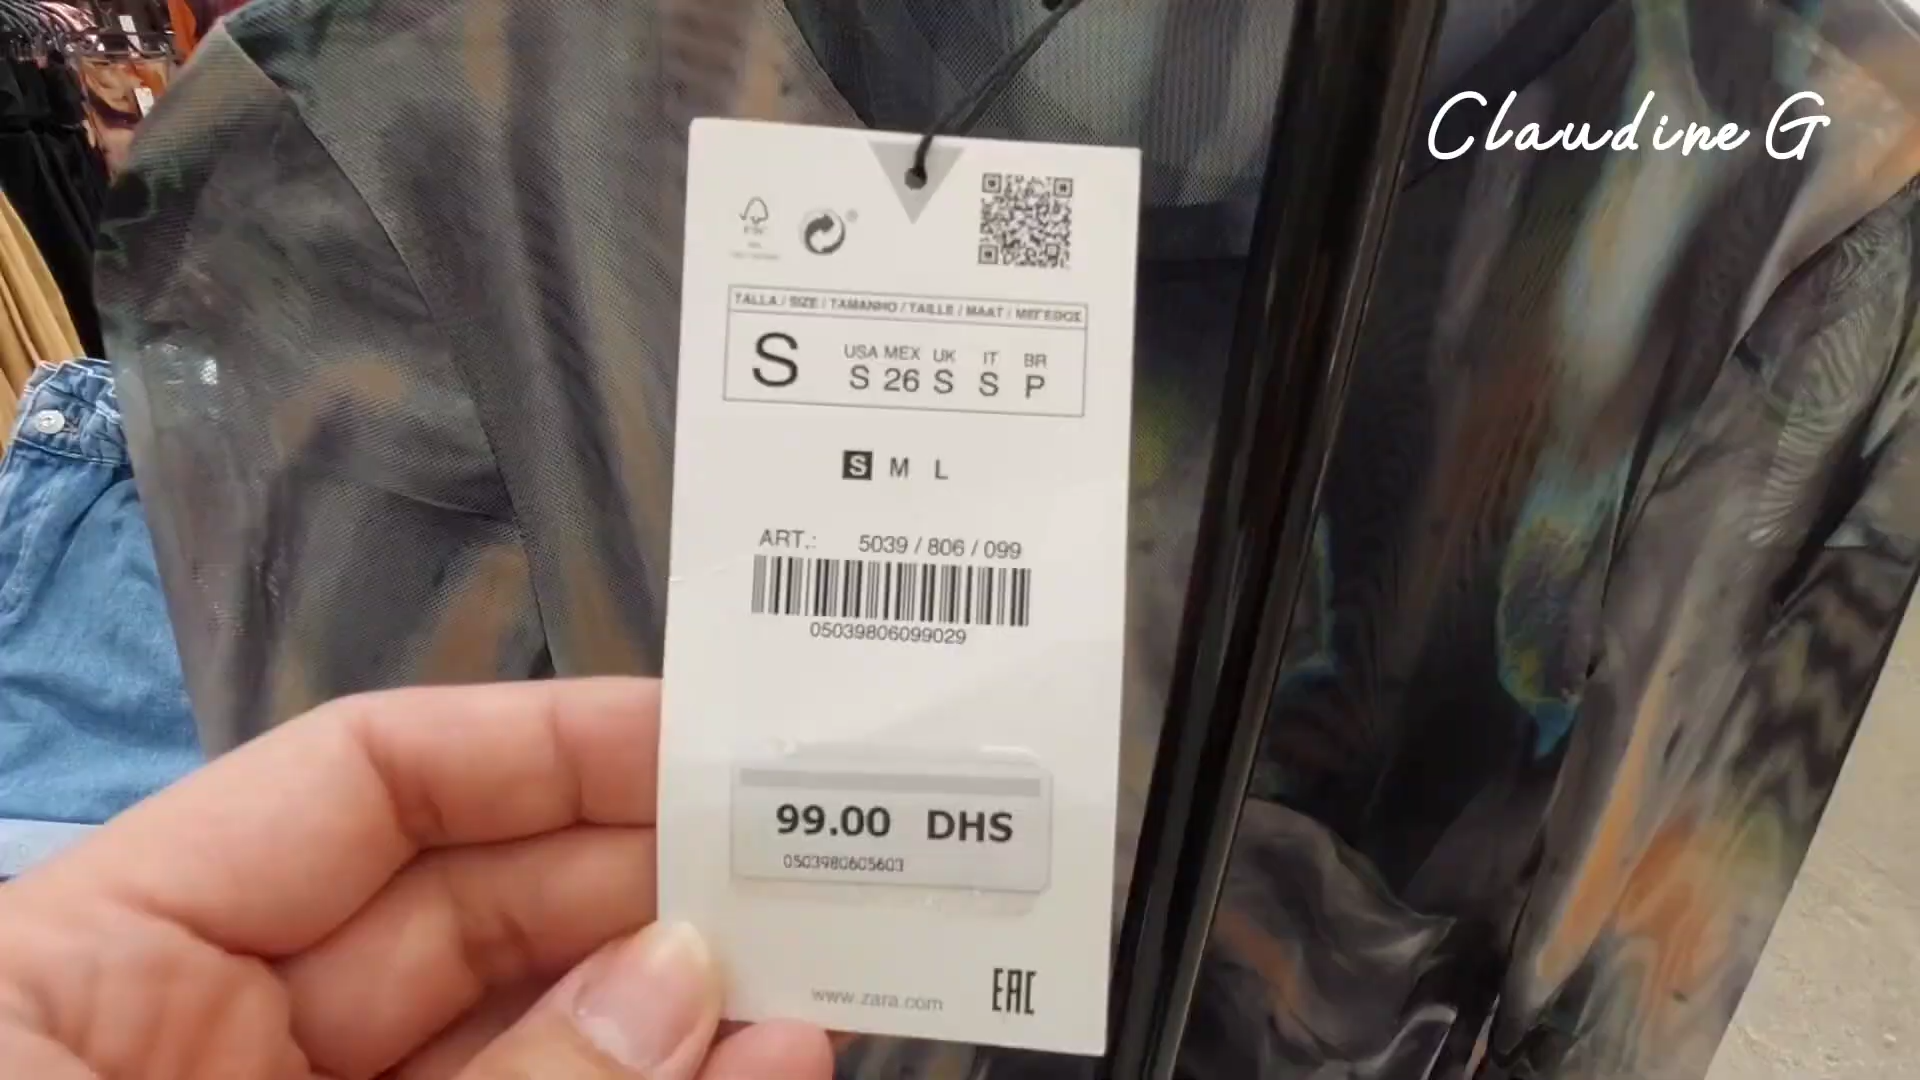 Claudine G
TALLA / SIZE / TAMANHO / TAILLE / MAAT / ΜΕΓΕΘΟΣ
S
USA MEX UK IT BR
S 26 S S P
S M L
ART.: 5039 / 806 / 099
05039806099029
99.00 DHS
0503980605603
www.zara.com
EAC